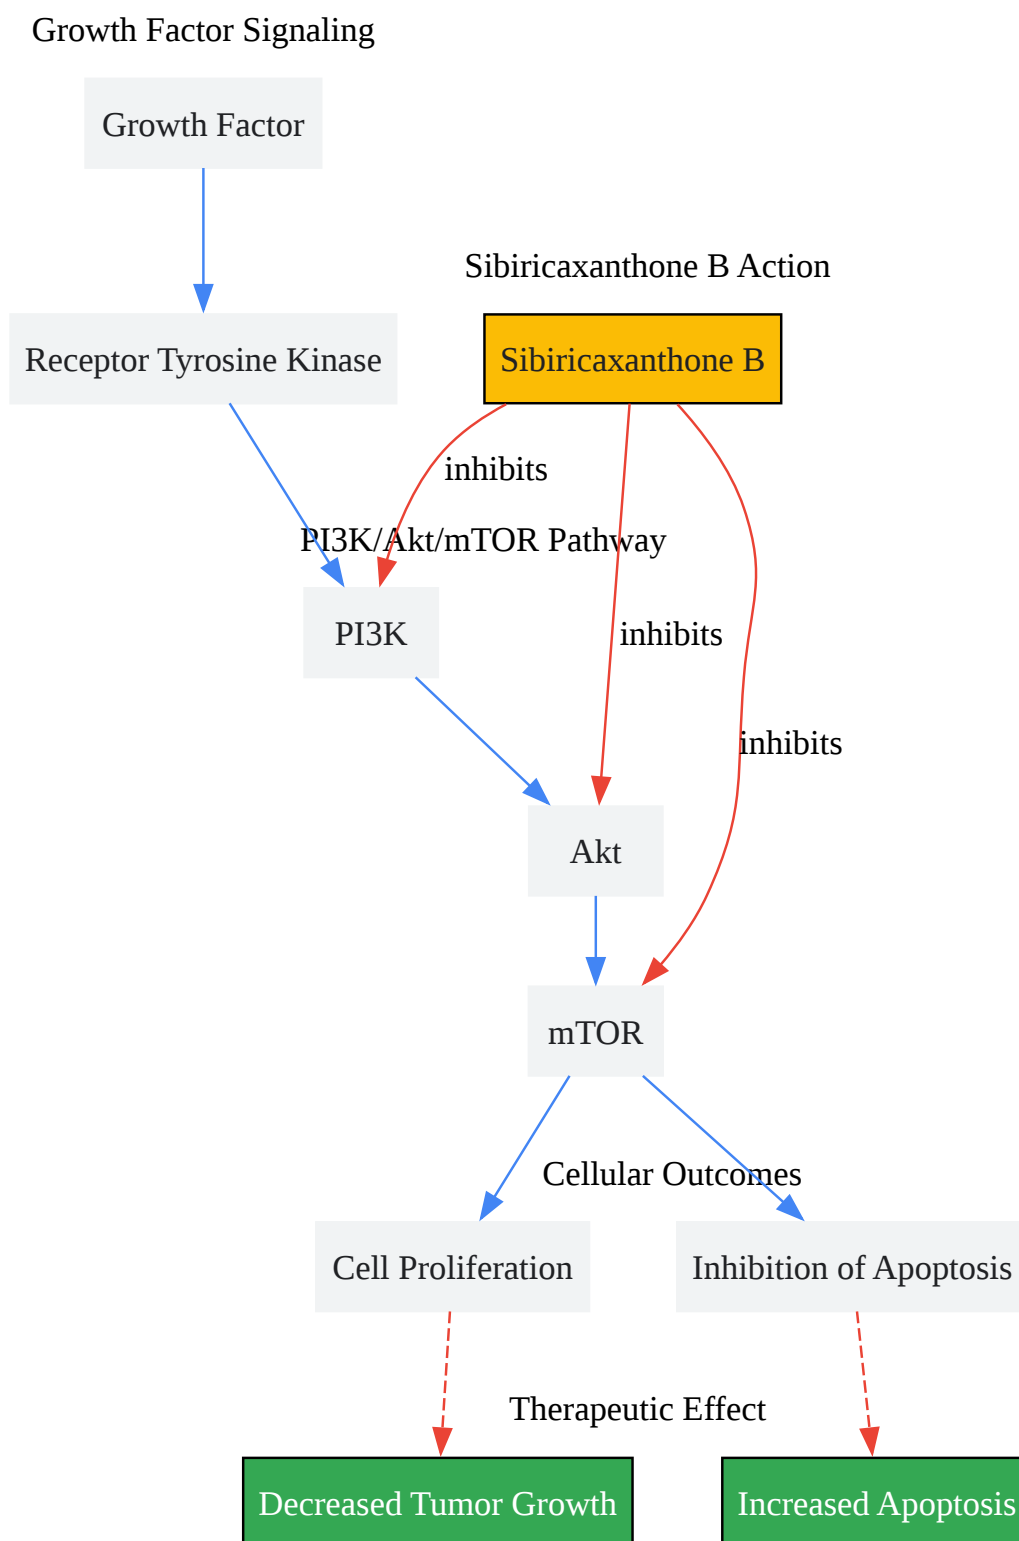 Growth Factor Signaling
Growth Factor
Sibiricaxanthone B Action
Receptor Tyrosine Kinase
Sibiricaxanthone B
inhibits
PI3K/Akt/mTOR Pathway
PI3K
inhibits
inhibits
Akt
mTOR
Cellular Outcomes
Cell Proliferation
Inhibition of Apoptosis
Therapeutic Effect
Decreased Tumor Growth
Increased Apoptosis